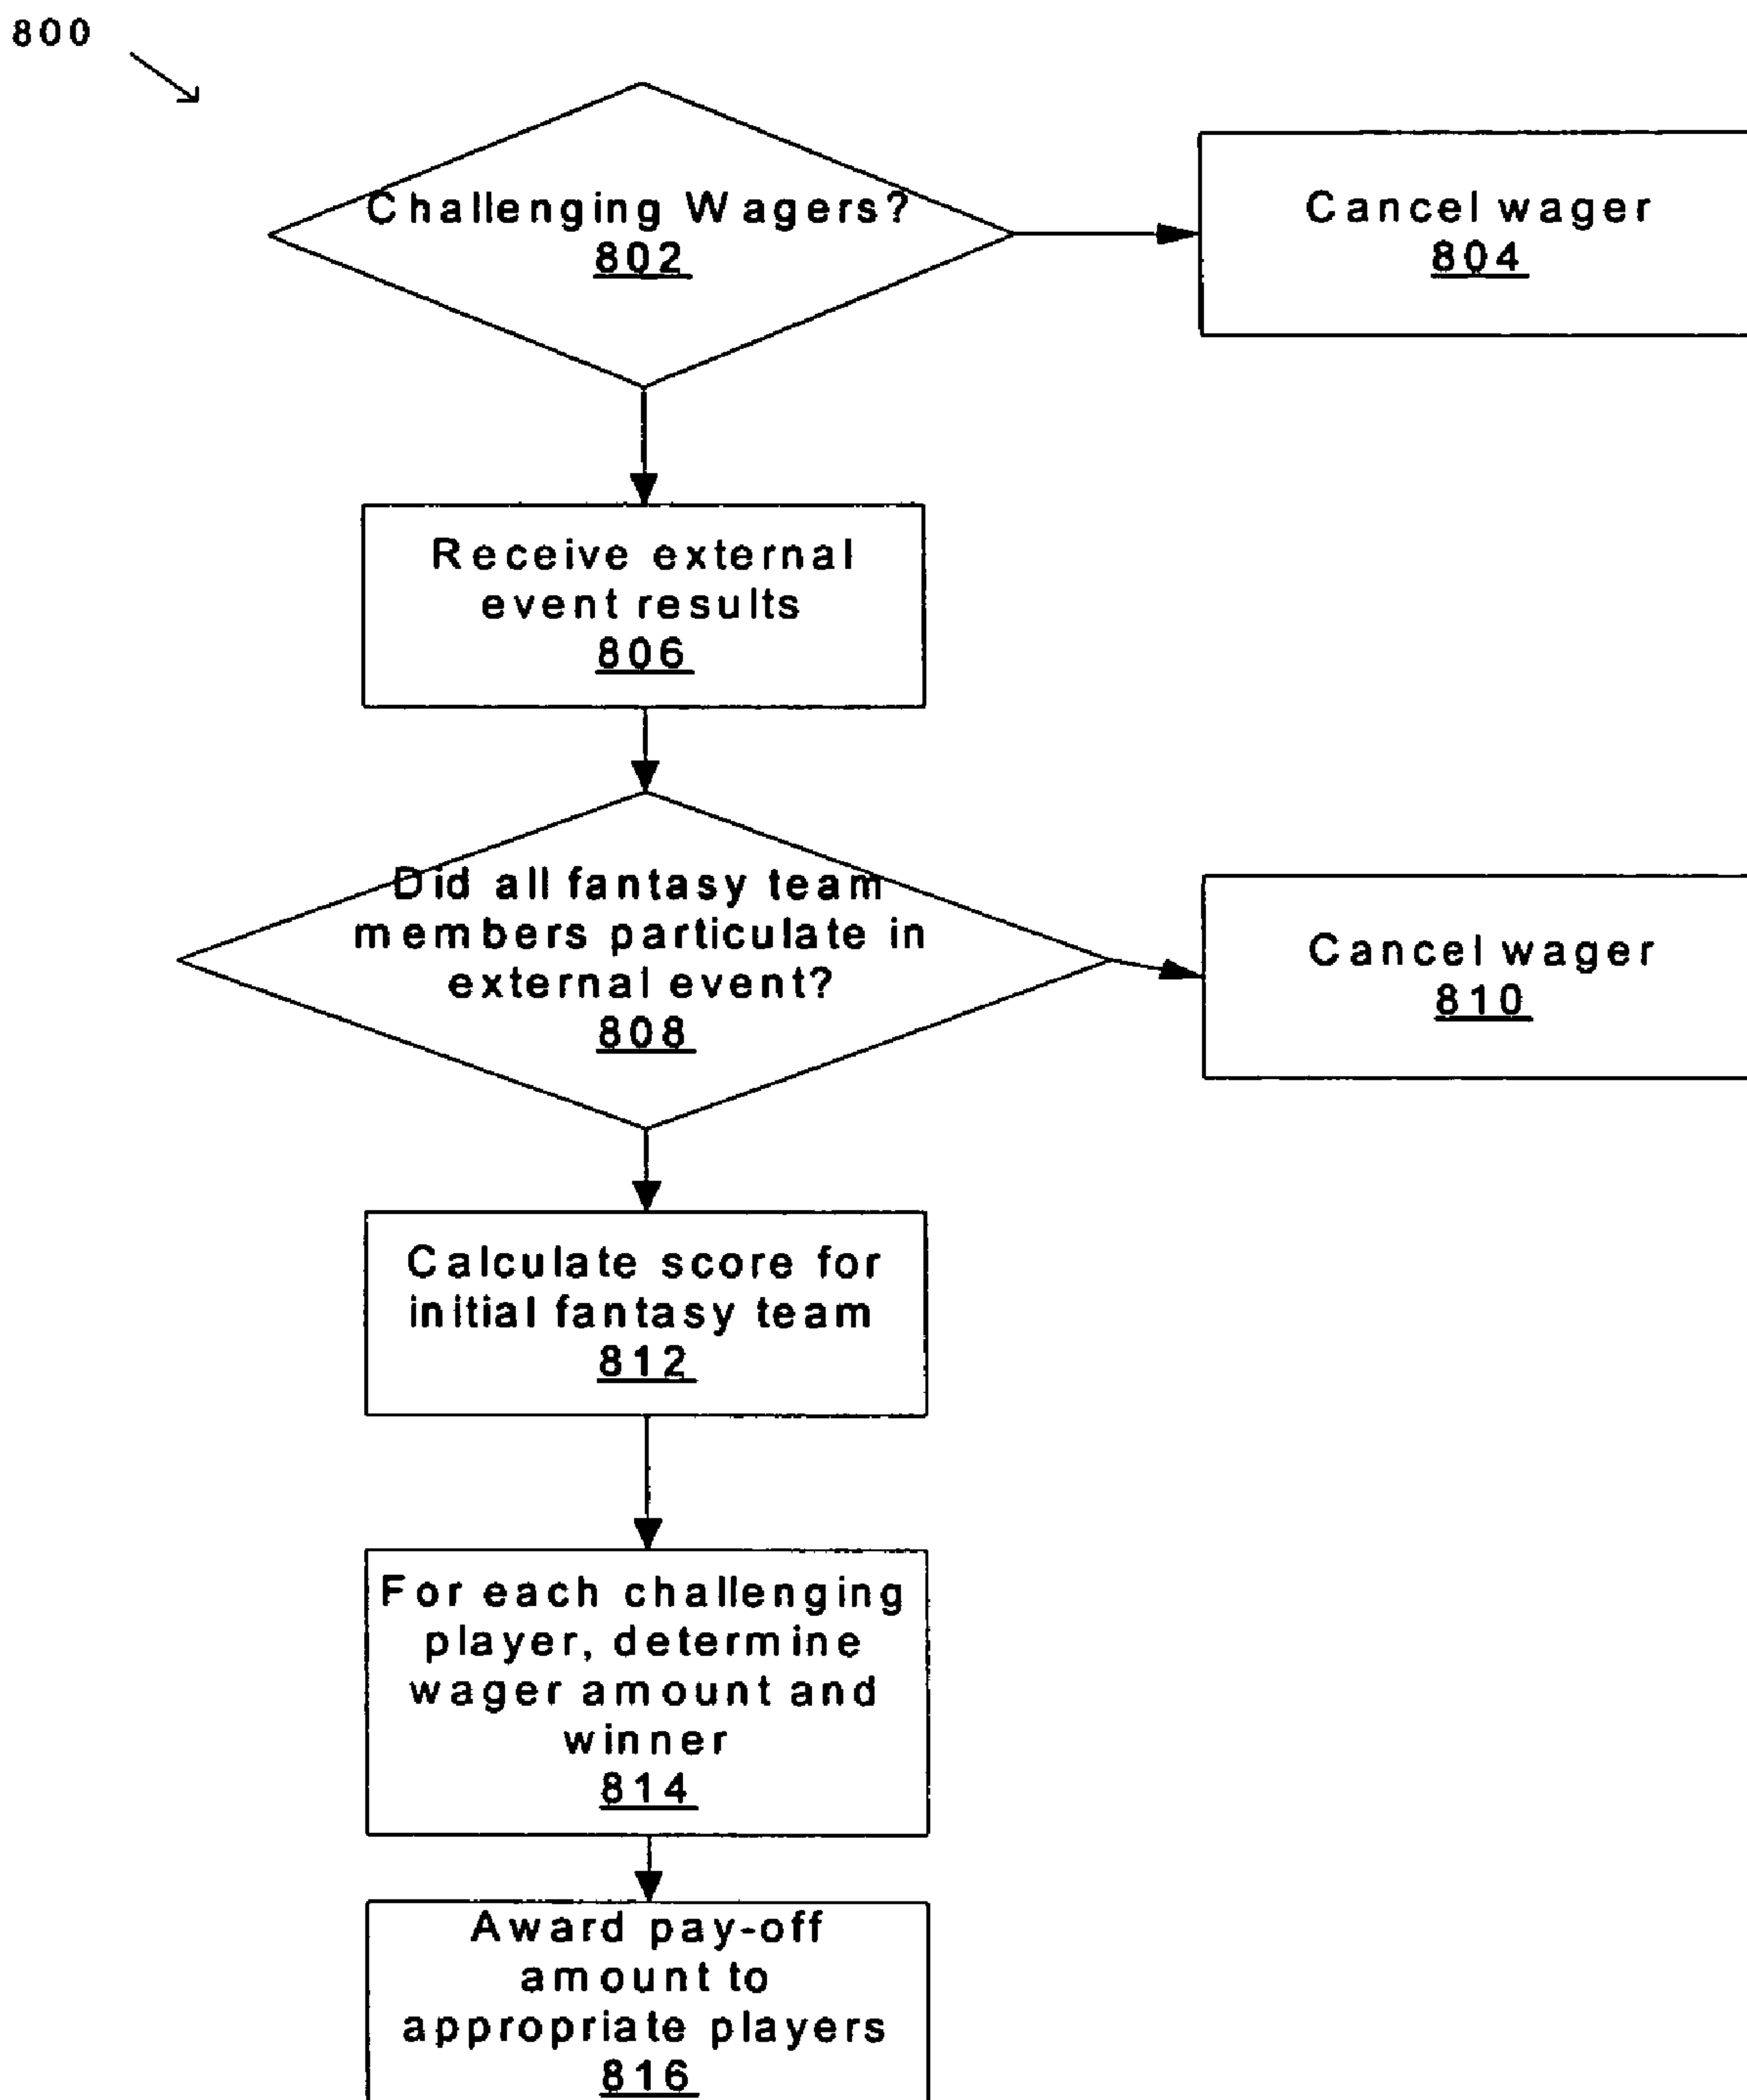 800
Challenging Wagers?
802
Cancel wager
804
Receive external
event results
806
Did all fantasy team
members particulate in
external event?
808
Cancel wager
810
Calculate score for
initial fantasy team
812
For each challenging
player, determine
wager amount and
winner
814
Award pay-off
amount to
appropriate players
816